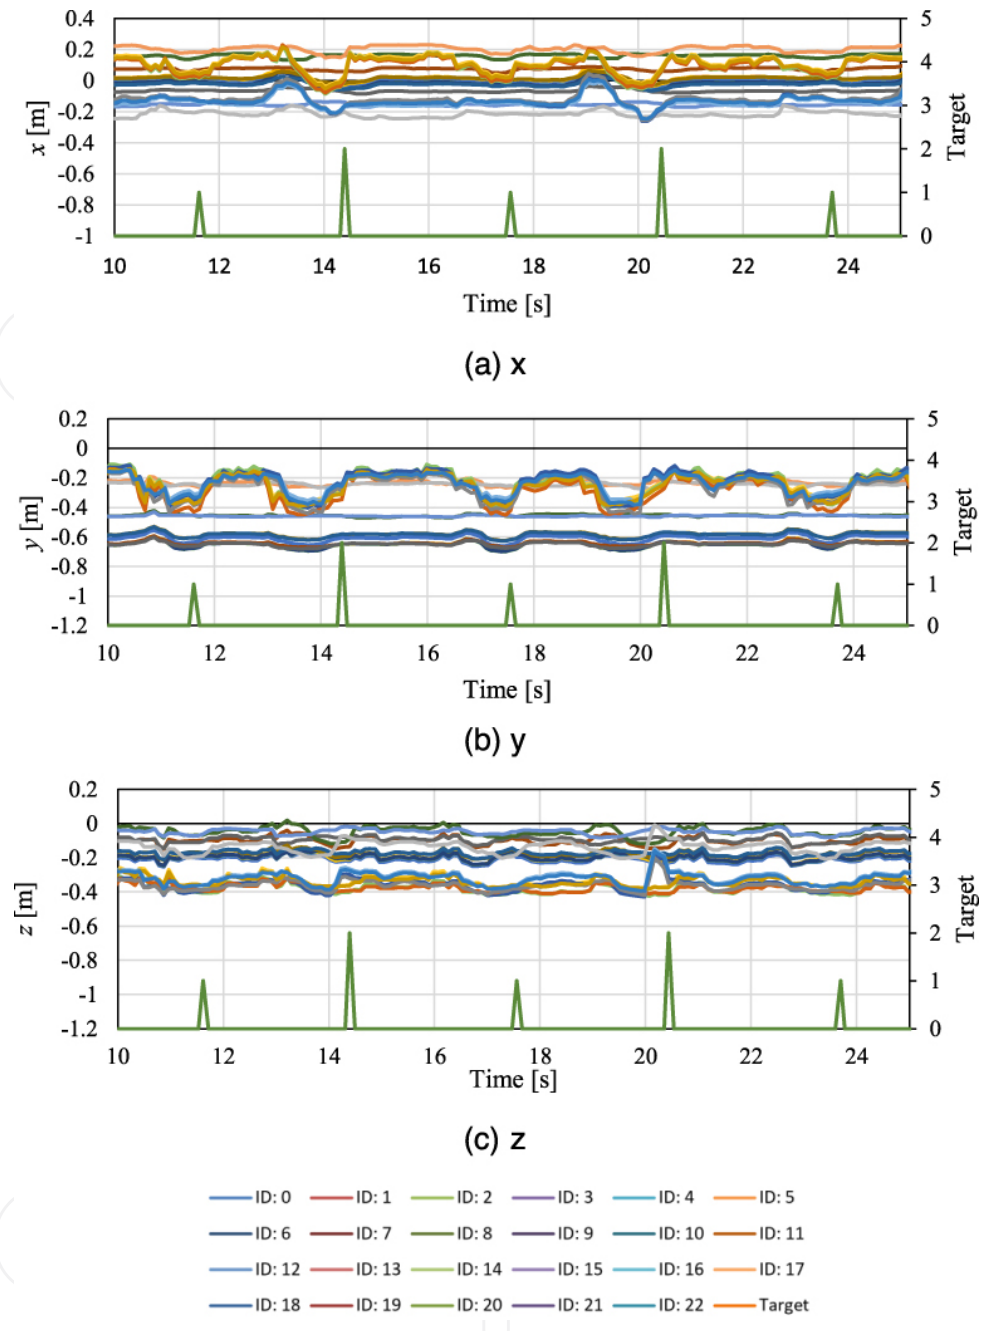 0.4
0.2
0
-0.2
-0.4
-0.6
-0.8
-1
x [m]
5
4
3
2
1
0
Target
10 12 14 16 18 20 22 24
Time [s]
(a) x
0.2
0
-0.2
-0.4
-0.6
-0.8
-1
-1.2
y [m]
5
4
3
2
1
0
Target
10 12 14 16 18 20 22 24
Time [s]
(b) y
0.2
0
-0.2
-0.4
-0.6
-0.8
-1
-1.2
z [m]
5
4
3
2
1
0
Target
10 12 14 16 18 20 22 24
Time [s]
(c) z
ID: 0 ID: 1 ID: 2 ID: 3 ID: 4 ID: 5
ID: 6 ID: 7 ID: 8 ID: 9 ID: 10 ID: 11
ID: 12 ID: 13 ID: 14 ID: 15 ID: 16 ID: 17
ID: 18 ID: 19 ID: 20 ID: 21 ID: 22 Target